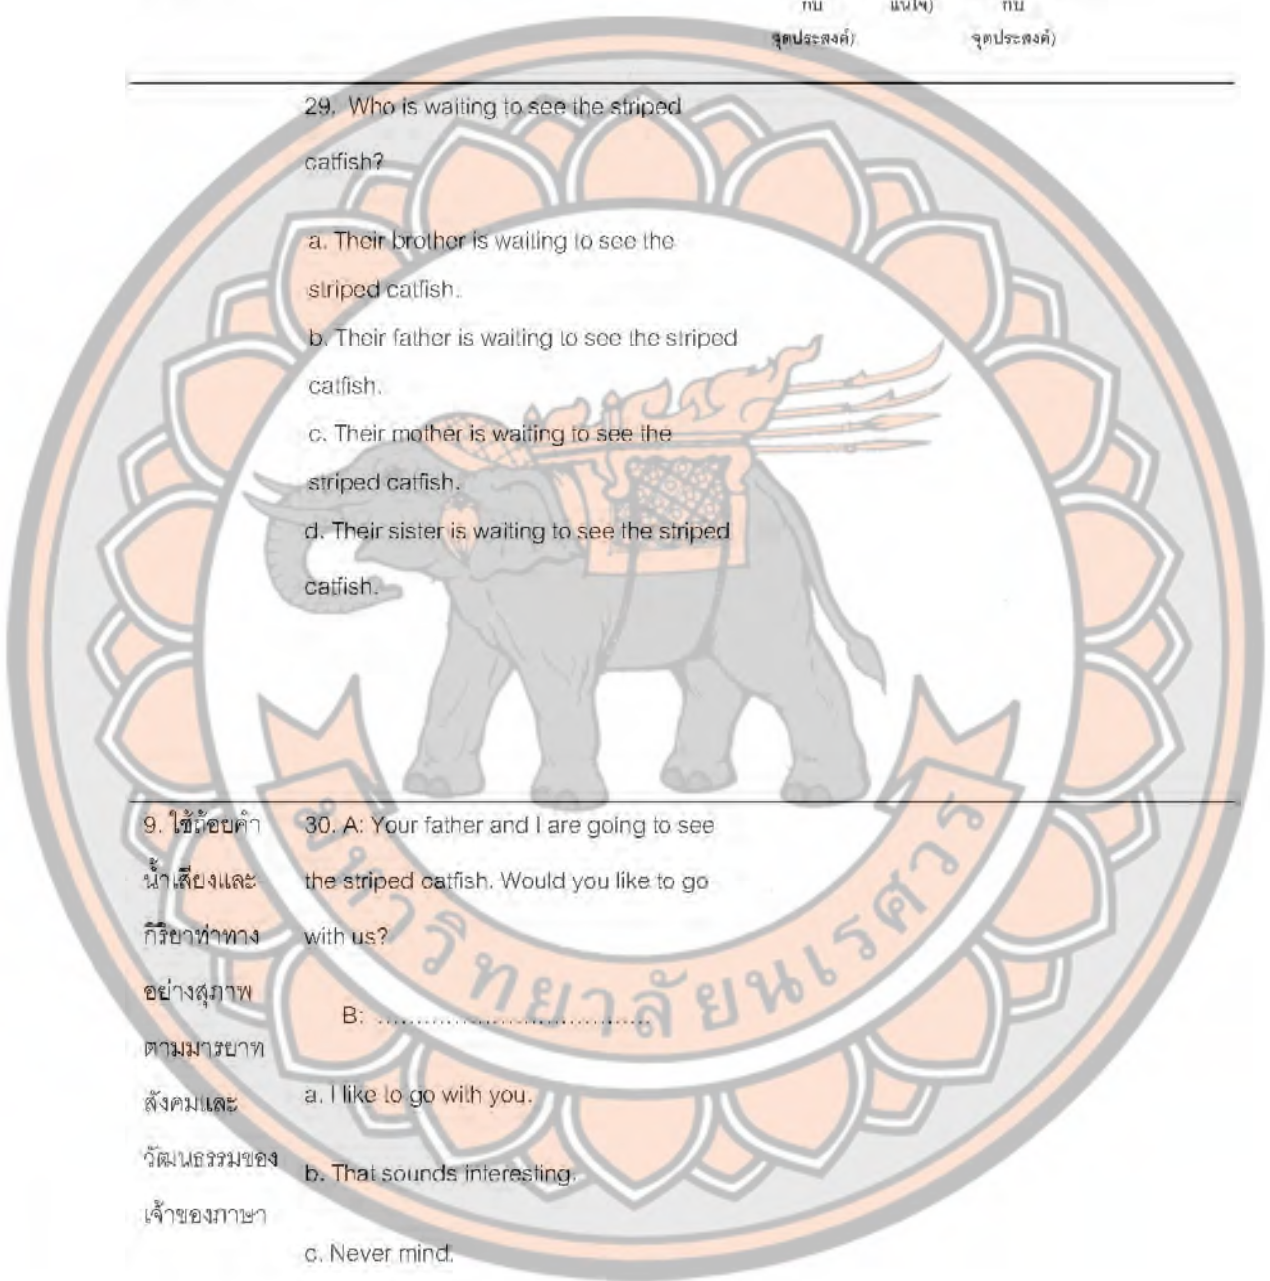 กับ แน่ใจ) กับ
จุดประสงค์) จุดประสงค์)
29. Who is waiting to see the striped
catfish?
a. Their brother is waiting to see the
striped catfish.
b. Their father is waiting to see the striped
catfish.
c. Their mother is waiting to see the
striped catfish.
d. Their sister is waiting to see the striped
catfish.
9. ใช้ถ้อยคำ 30. A: Your father and I are going to see
น้ำเสียงและ the striped catfish. Would you like to go
กิริยาท่าทาง with us?
อย่างสุภาพ
B: ....................................
ตามมารยาท
สังคมและ a. I like to go with you.
วัฒนธรรมของ b. That sounds interesting.
เจ้าของภาษา
c. Never mind.
มหาวิทยาลัยนเรศวร